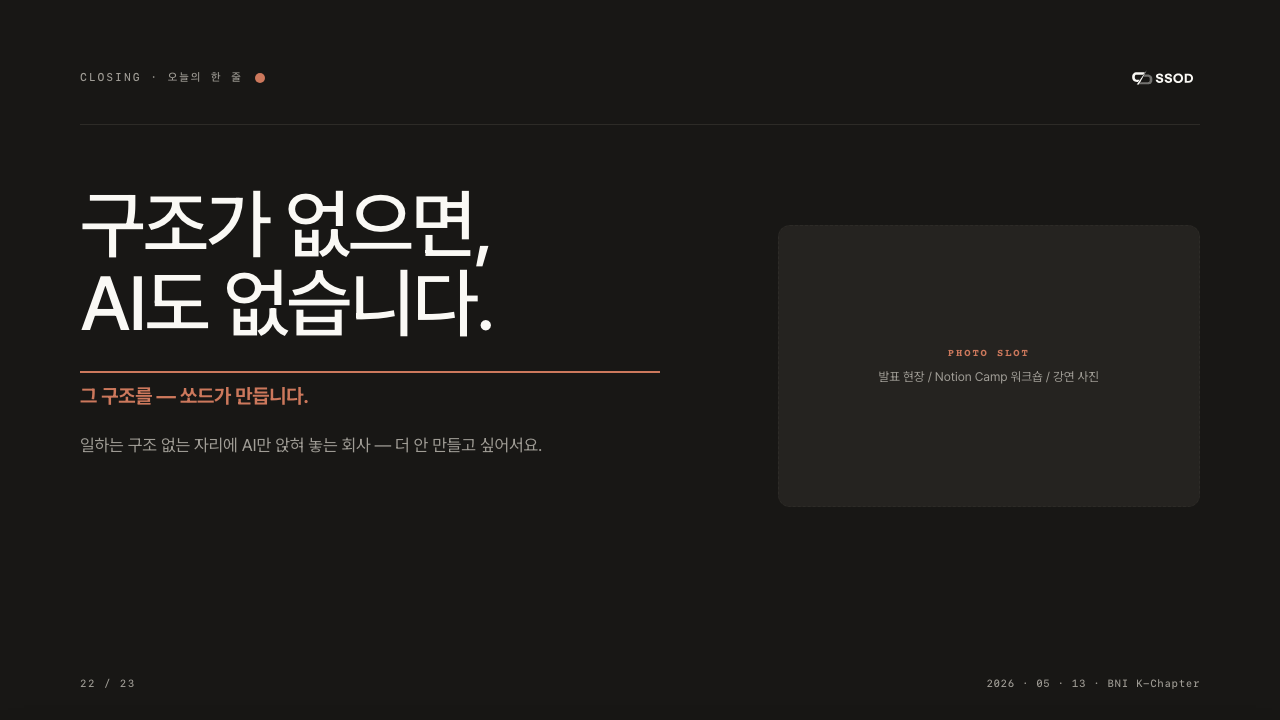 CLOSING · 오늘의 한 줄
SSOD
구조가 없으면,
AI도 없습니다.
그 구조를 — 쏘드가 만듭니다.
일하는 구조 없는 자리에 AI만 앉혀 놓는 회사 — 더 안 만들고 싶어서요.
PHOTO SLOT
발표 현장 / Notion Camp 워크숍 / 강연 사진
22 / 23
2026 · 05 · 13 · BNI K—Chapter